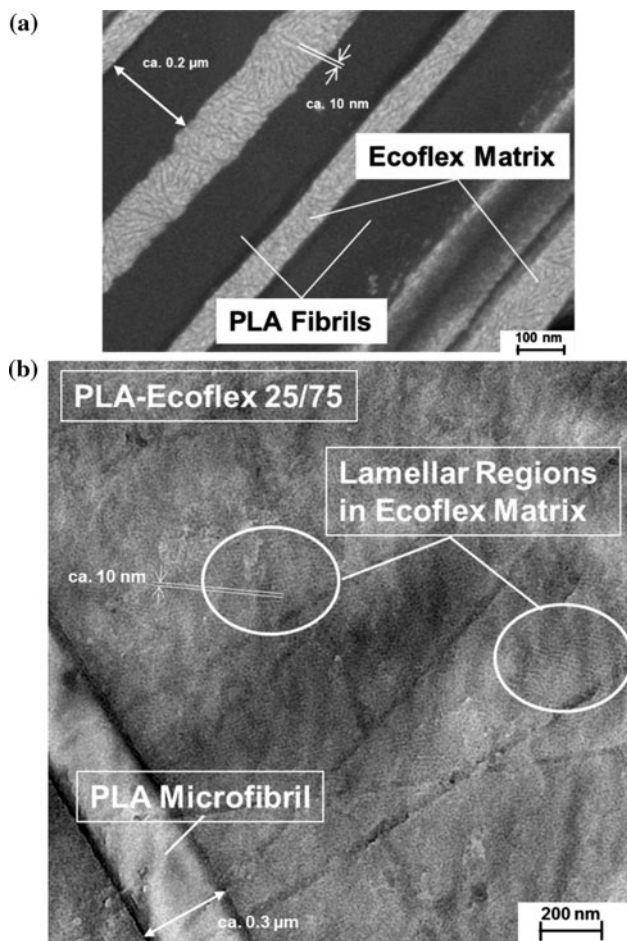 (a)
ca. 0.2 µm
ca. 10 nm
Ecoflex Matrix
PLA Fibrils
100 nm
(b)
PLA-Ecoflex 25/75
Lamellar Regions
in Ecoflex Matrix
ca. 10 nm
PLA Microfibril
ca. 0.3 µm
200 nm